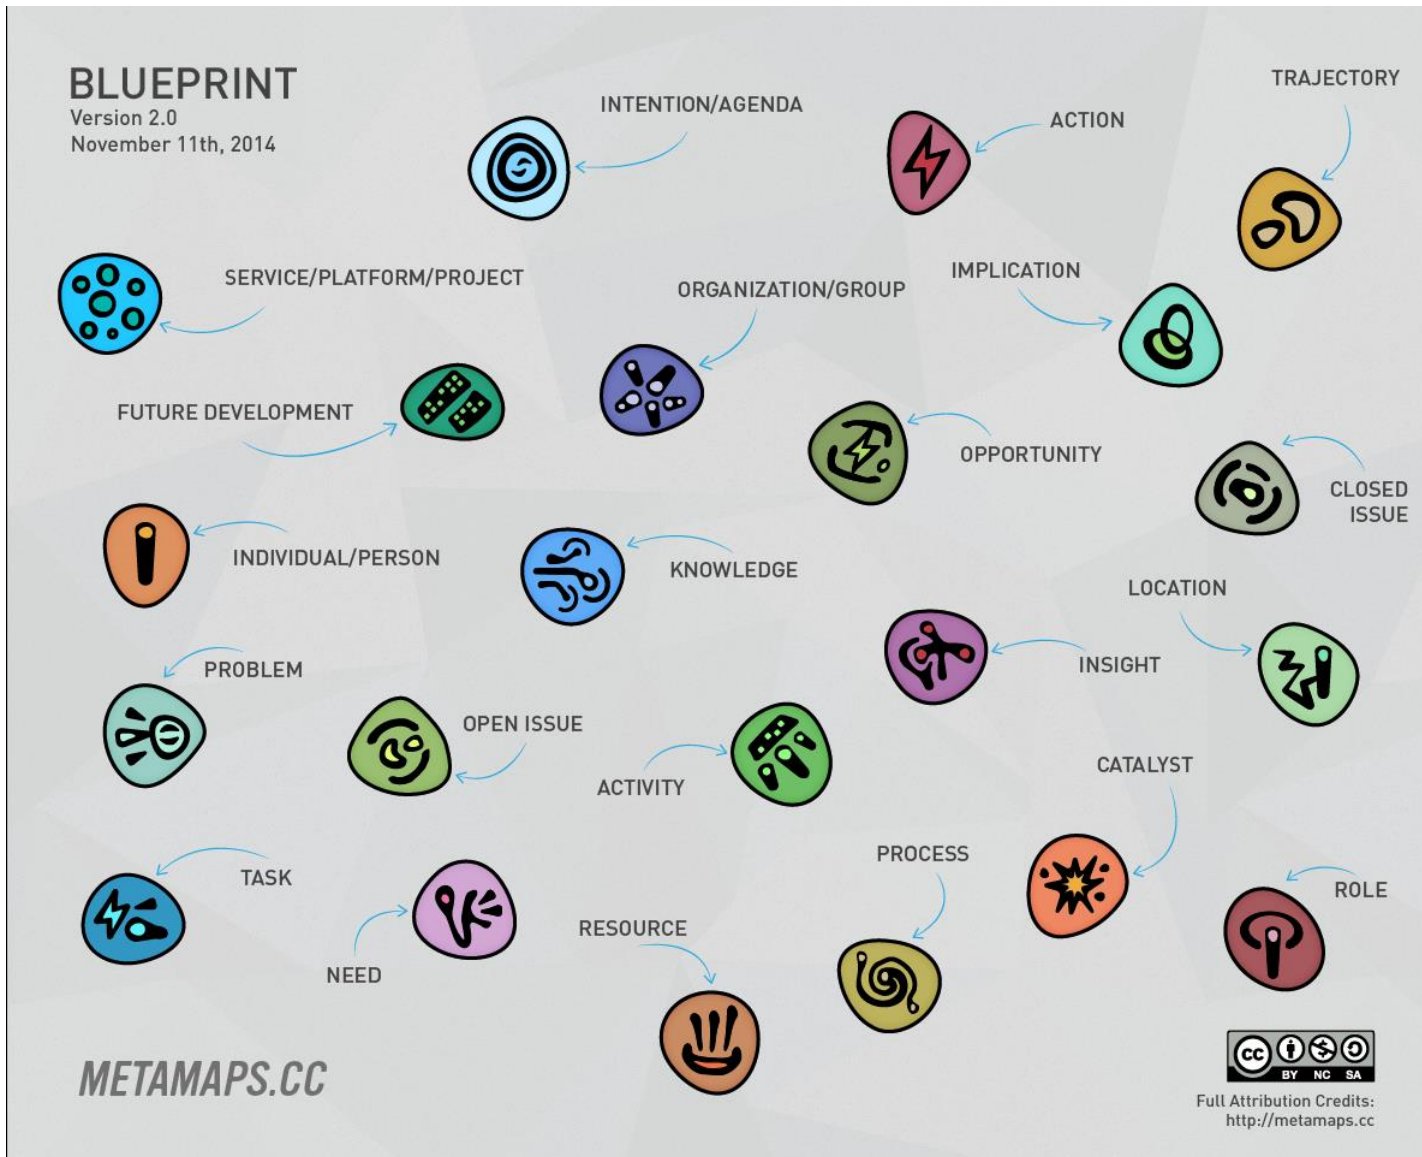 BLUEPRINT
Version 2.0
November 11th, 2014
INTENTION/AGENDA
ACTION
TRAJECTORY
SERVICE/PLATFORM/PROJECT
ORGANIZATION/GROUP
IMPLICATION
FUTURE DEVELOPMENT
OPPORTUNITY
CLOSED
ISSUE
INDIVIDUAL/PERSON
KNOWLEDGE
LOCATION
PROBLEM
INSIGHT
OPEN ISSUE
ACTIVITY
CATALYST
TASK
PROCESS
ROLE
NEED
RESOURCE
METAMAPS.CC
cc
BY NC SA
Full Attribution Credits:
http://metamaps.cc